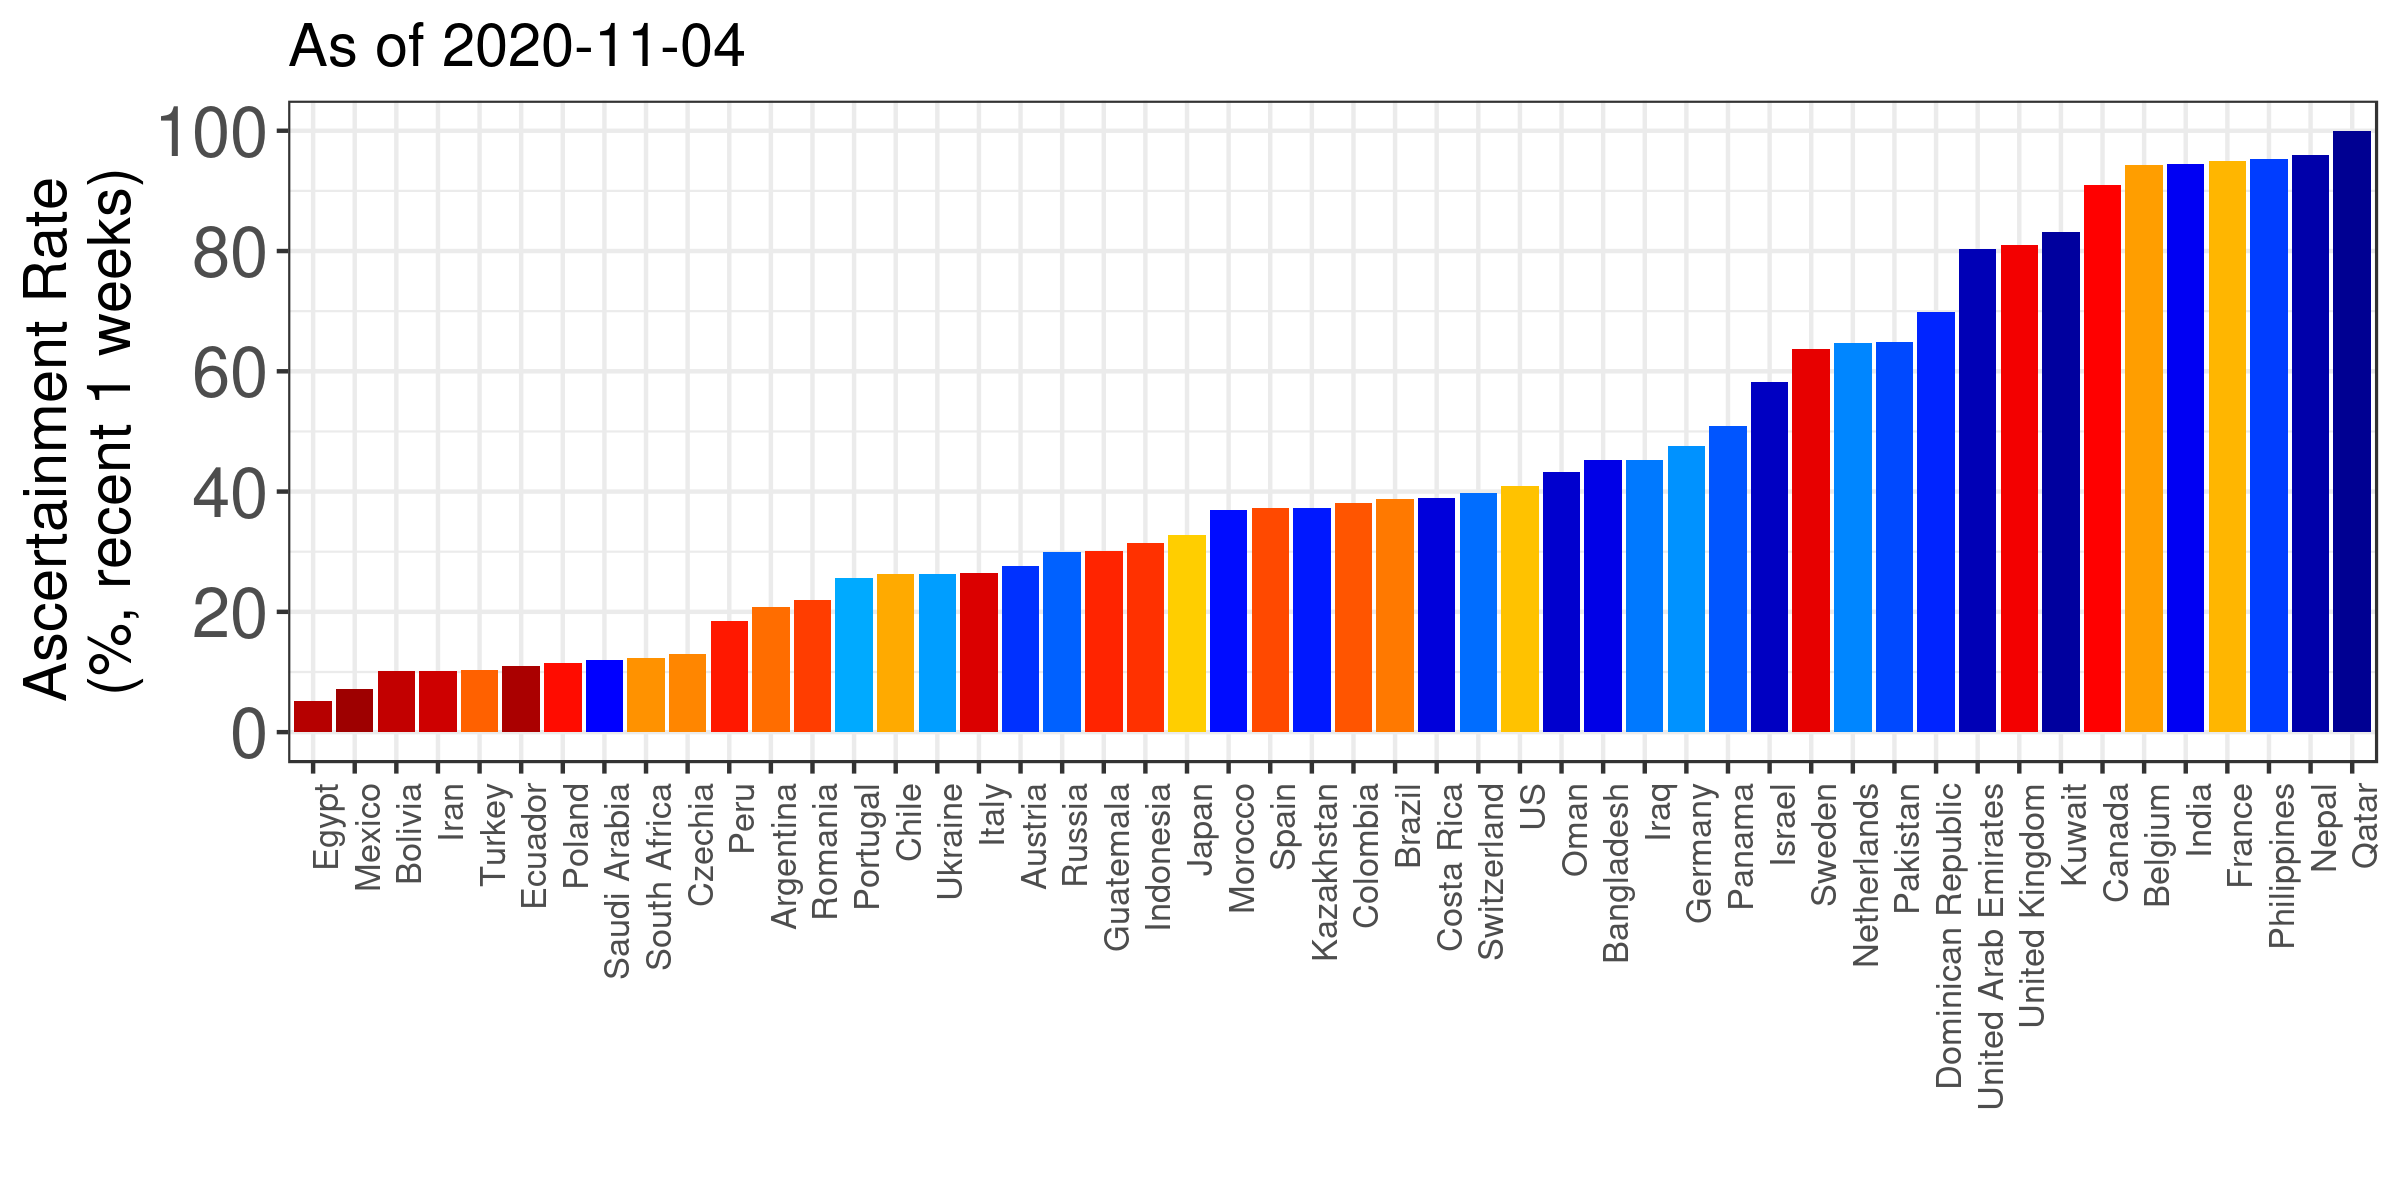 As of 2020-11-04
Ascertainment Rate
(%, recent 1 weeks)
100
80
60
40
20
0
Egypt
Mexico
Bolivia
Iran
Turkey
Ecuador
Poland
Saudi Arabia
South Africa
Czechia
Peru
Argentina
Romania
Portugal
Chile
Ukraine
Italy
Austria
Russia
Guatemala
Indonesia
Japan
Morocco
Spain
Kazakhstan
Colombia
Brazil
Costa Rica
Switzerland
US
Oman
Bangladesh
Iraq
Germany
Panama
Israel
Sweden
Netherlands
Pakistan
Dominican Republic
United Arab Emirates
United Kingdom
Kuwait
Canada
Belgium
India
France
Philippines
Nepal
Qatar